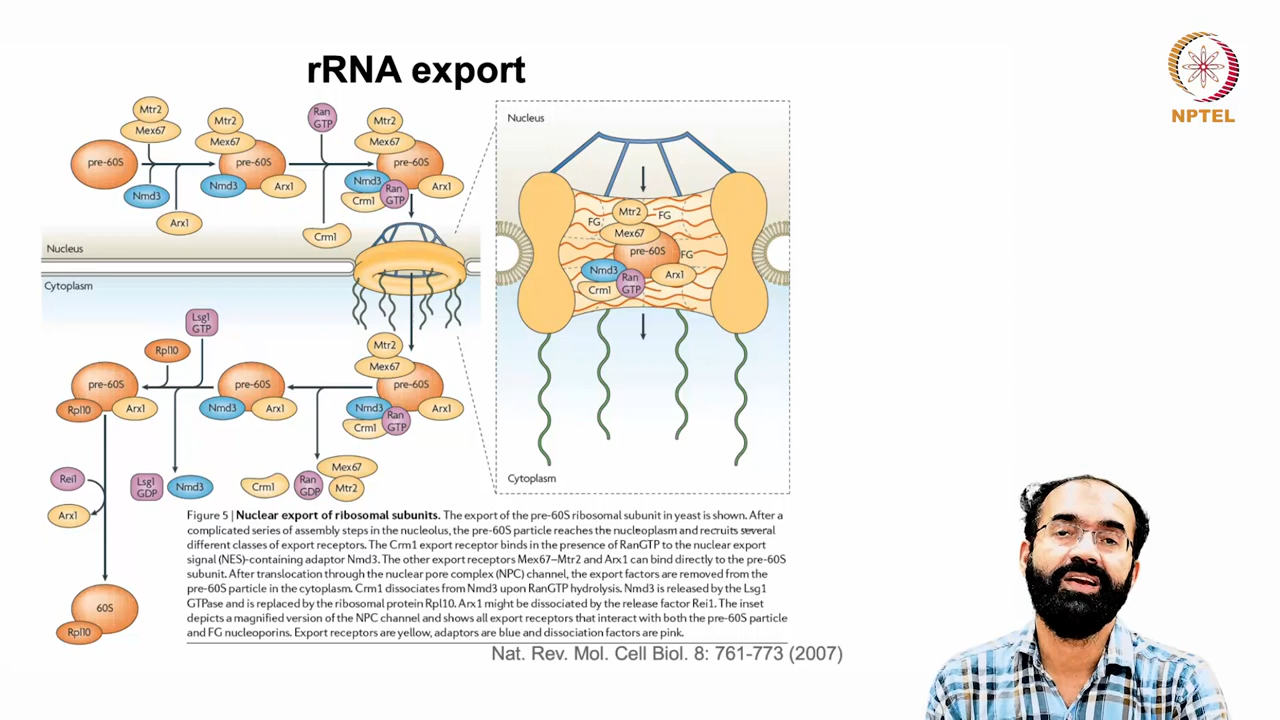 rRNA export
NPTEL
Mtr2
Mex67
pre-60S
Nmd3
Arx1
Mtr2
Mex67
pre-60S
Nmd3
Arx1
Ran
GTP
Crm1
Mtr2
Mex67
pre-60S
Nmd3
Crm1
Ran
GTP
Arx1
Nucleus
Cytoplasm
Mtr2
Mex67
pre-60S
Nmd3
Crm1
Ran
GTP
Arx1
Crm1
Ran
GDP
Mex67
Mtr2
pre-60S
Nmd3
Arx1
Lsg1
GTP
Rpl10
Lsg1
GDP
Nmd3
pre-60S
Rpl10
Arx1
Rei1
Arx1
60S
Rpl10
Nucleus
Mtr2
FG
FG
Mex67
pre-60S
FG
Nmd3
Ran
GTP
Arx1
Crm1
Cytoplasm
Figure 5 | Nuclear export of ribosomal subunits. The export of the pre-60S ribosomal subunit in yeast is shown. After a
complicated series of assembly steps in the nucleolus, the pre-60S particle reaches the nucleoplasm and recruits several
different classes of export receptors. The Crm1 export receptor binds in the presence of RanGTP to the nuclear export
signal (NES)-containing adaptor Nmd3. The other export receptors Mex67–Mtr2 and Arx1 can bind directly to the pre-60S
subunit. After translocation through the nuclear pore complex (NPC) channel, the export factors are removed from the
pre-60S particle in the cytoplasm. Crm1 dissociates from Nmd3 upon RanGTP hydrolysis. Nmd3 is released by the Lsg1
GTPase and is replaced by the ribosomal protein Rpl10. Arx1 might be dissociated by the release factor Rei1. The inset
depicts a magnified version of the NPC channel and shows all export receptors that interact with both the pre-60S particle
and FG nucleoporins. Export receptors are yellow, adaptors are blue and dissociation factors are pink.
Nat. Rev. Mol. Cell Biol. 8: 761-773 (2007)